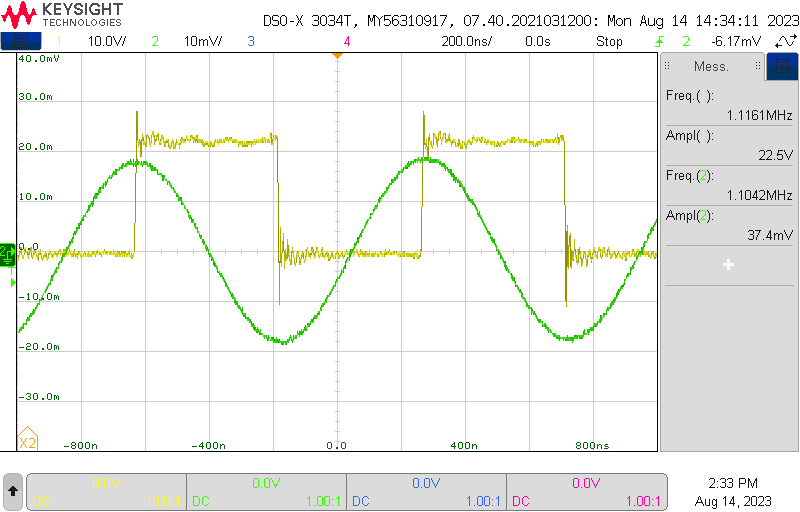 KEYSIGHT
TECHNOLOGIES
DSO-X 3034T, MY56310917, 07.40.2021031200: Mon Aug 14 14:34:11 2023
1 10.0V/ 2 10mV/ 3 4 200.0ns/ 0.0s Stop 2 -6.17mV
40.0mV
30.0m
20.0m
10.0m
0.0
-10.0m
-20.0m
-30.0m
-800n -400n 0.0 400n 800ns
X2
2
Mess.
Freq.( ):
1.1161MHz
Ampl( ):
22.5V
Freq.(2):
1.1042MHz
Ampl(2):
37.4mV
0.0V 0.0V 0.0V 0.0V
DC 1.00:1 DC 1.00:1 DC 1.00:1
2:33 PM
Aug 14, 2023